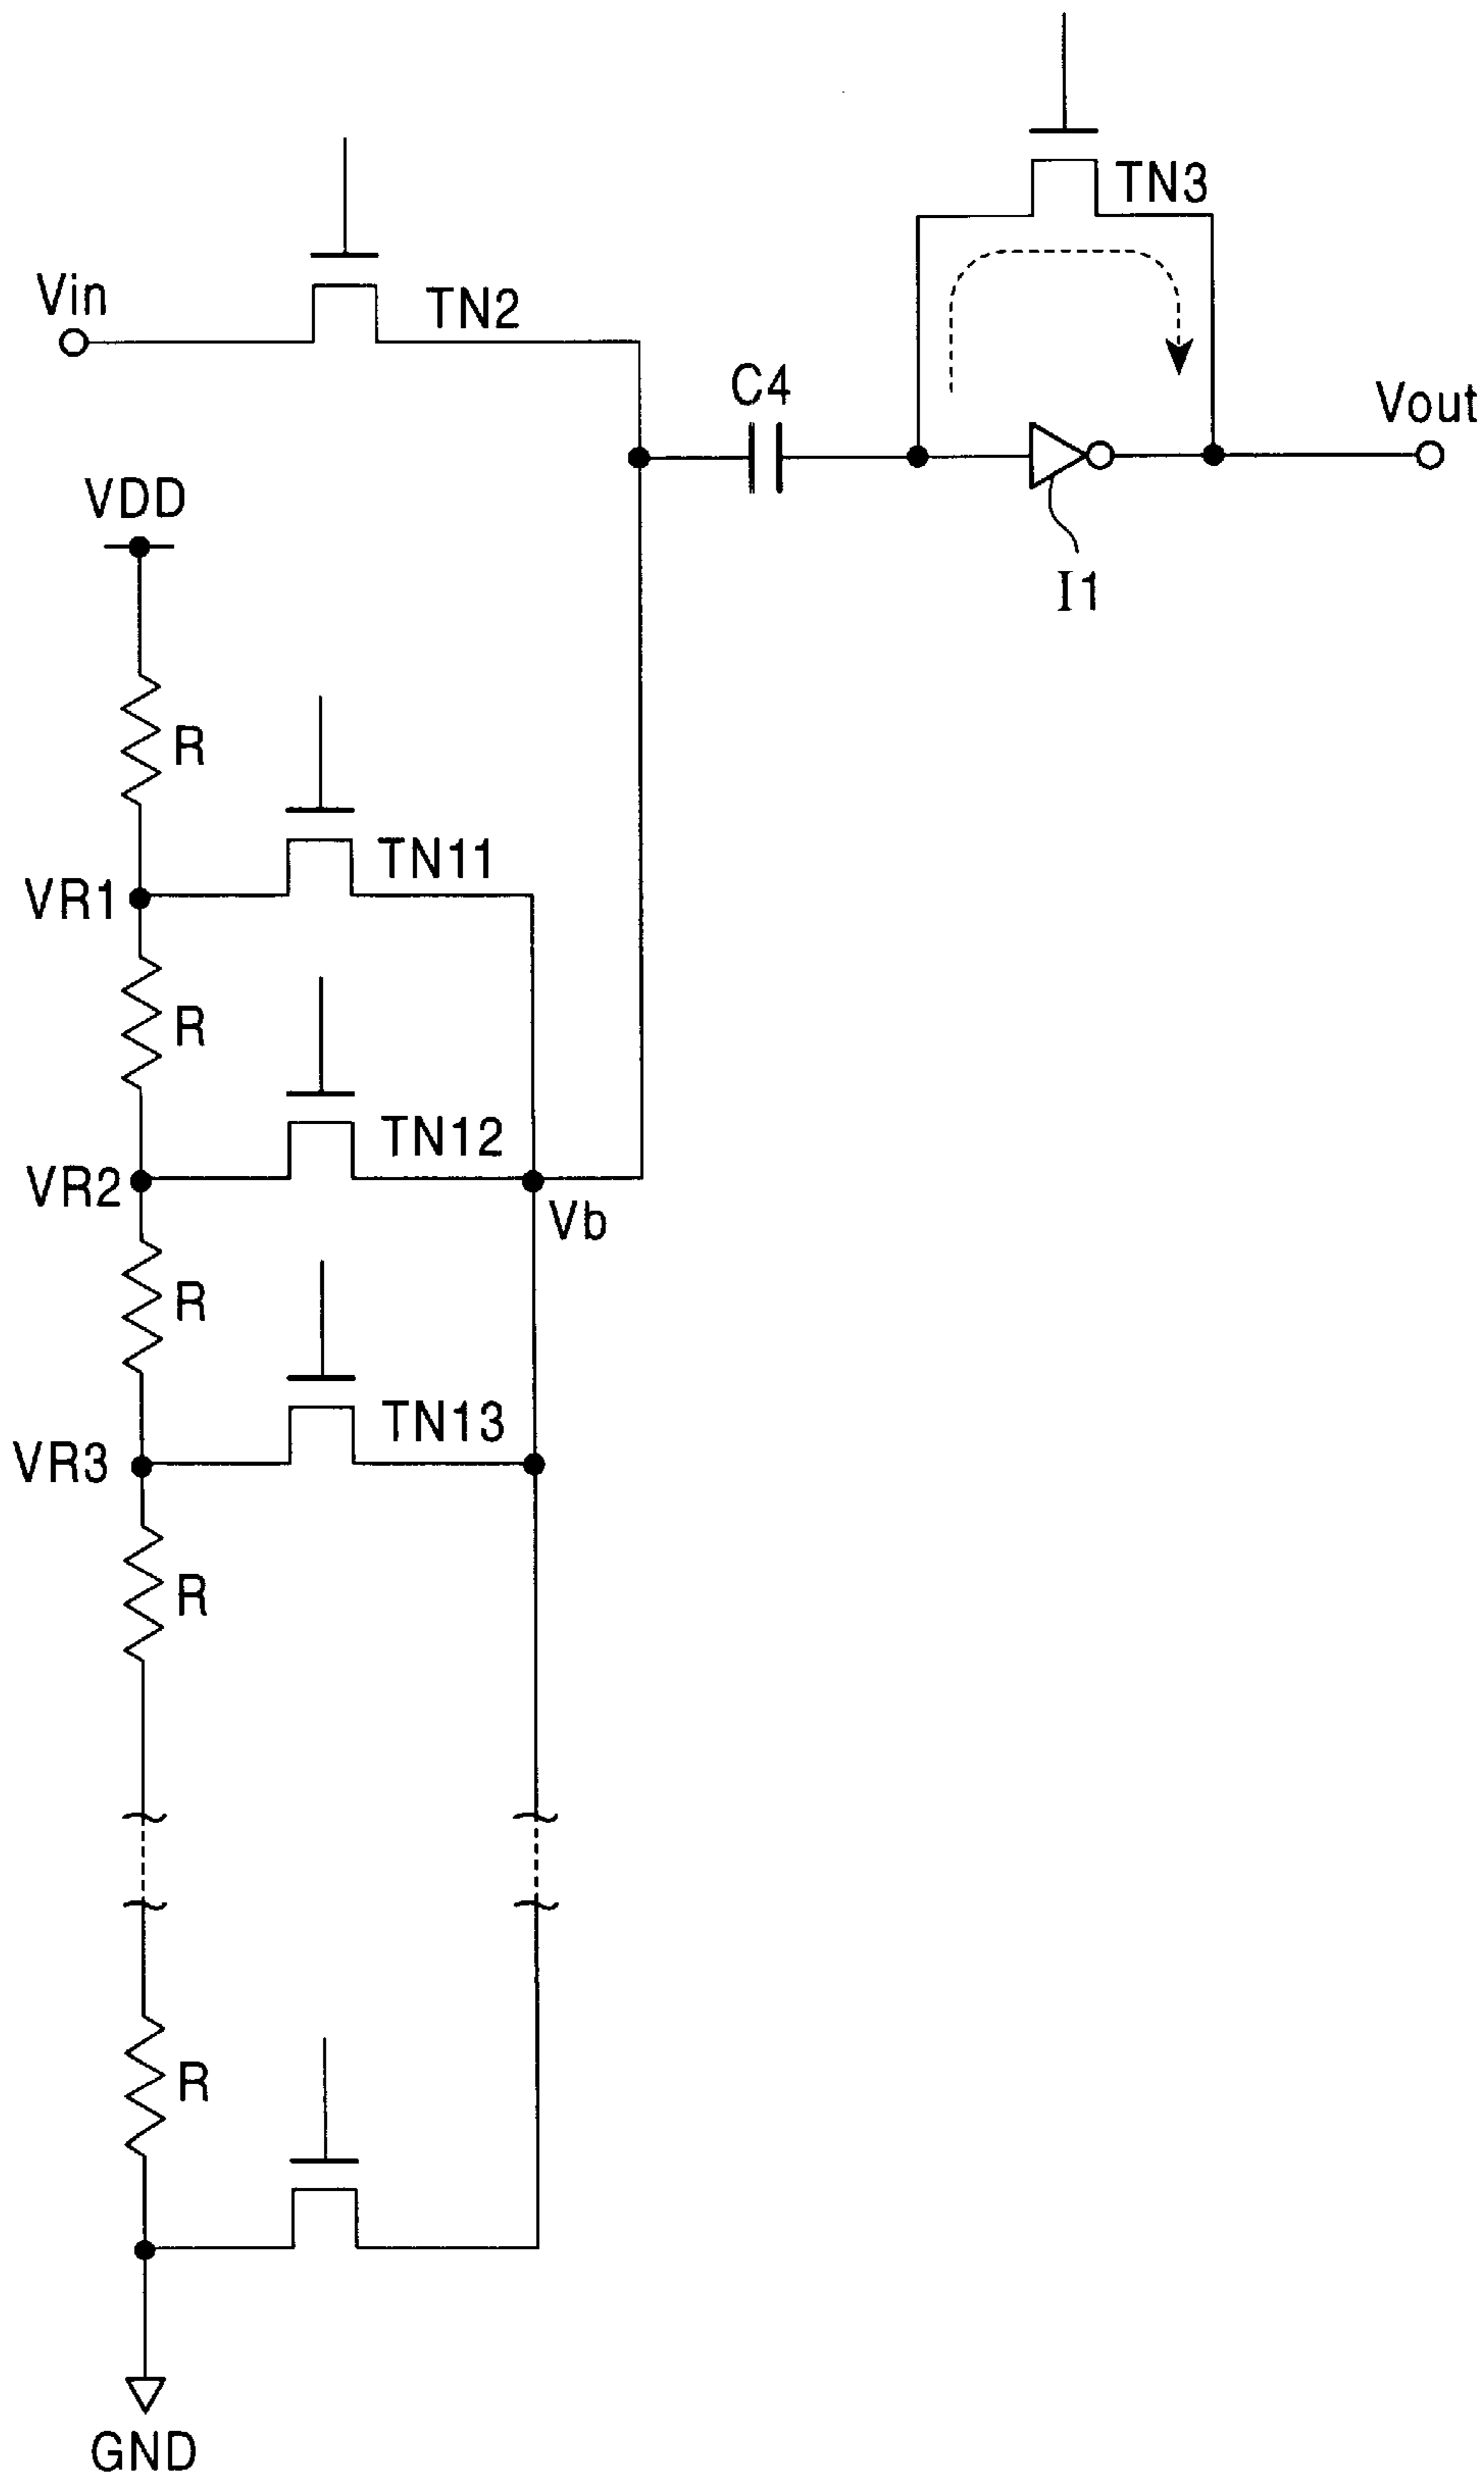 TN3
Vin
TN2
C4
Vout
VDD
I1
R
TN11
VR1
R
TN12
VR2
Vb
R
TN13
VR3
R
R
GND